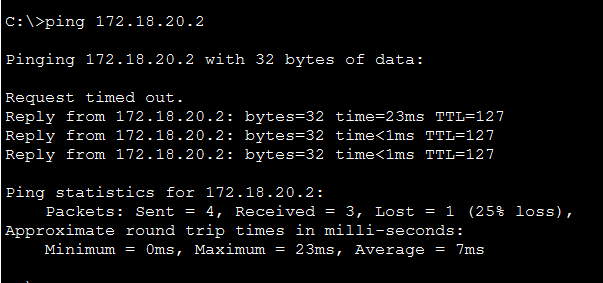 C:\>ping 172.18.20.2
Pinging 172.18.20.2 with 32 bytes of data:
Request timed out.
Reply from 172.18.20.2: bytes=32 time=23ms TTL=127
Reply from 172.18.20.2: bytes=32 time<1ms TTL=127
Reply from 172.18.20.2: bytes=32 time<1ms TTL=127
Ping statistics for 172.18.20.2:
Packets: Sent = 4, Received = 3, Lost = 1 (25% loss),
Approximate round trip times in milli-seconds:
Minimum = 0ms, Maximum = 23ms, Average = 7ms